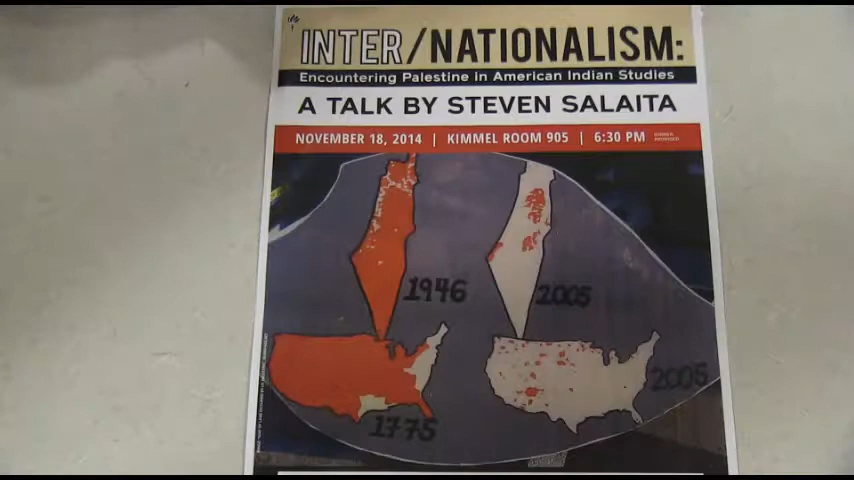 INTER/NATIONALISM:
Encountering Palestine in American Indian Studies
A TALK BY STEVEN SALAITA
NOVEMBER 18, 2014 | KIMMEL ROOM 905 | 6:30 PM
1946
2005
2005
1775